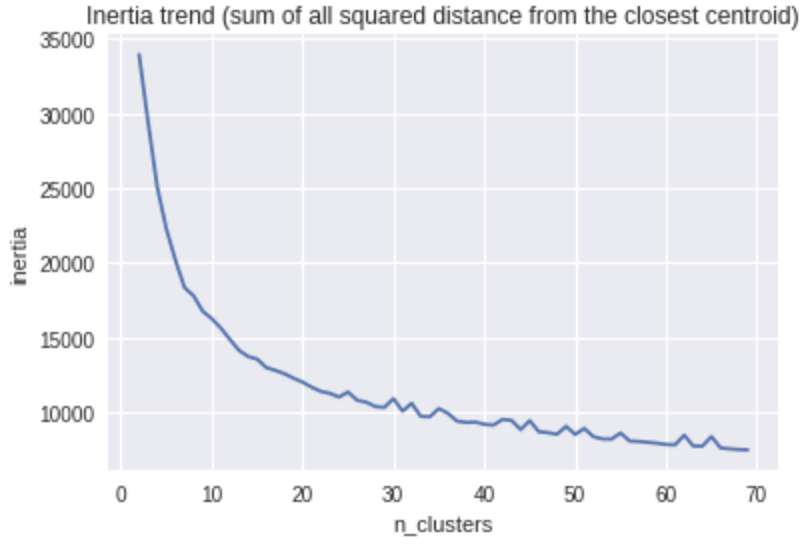 Inertia trend (sum of all squared distance from the closest centroid)
35000
30000
25000
20000
15000
10000
inertia
0 10 20 30 40 50 60 70
n_clusters